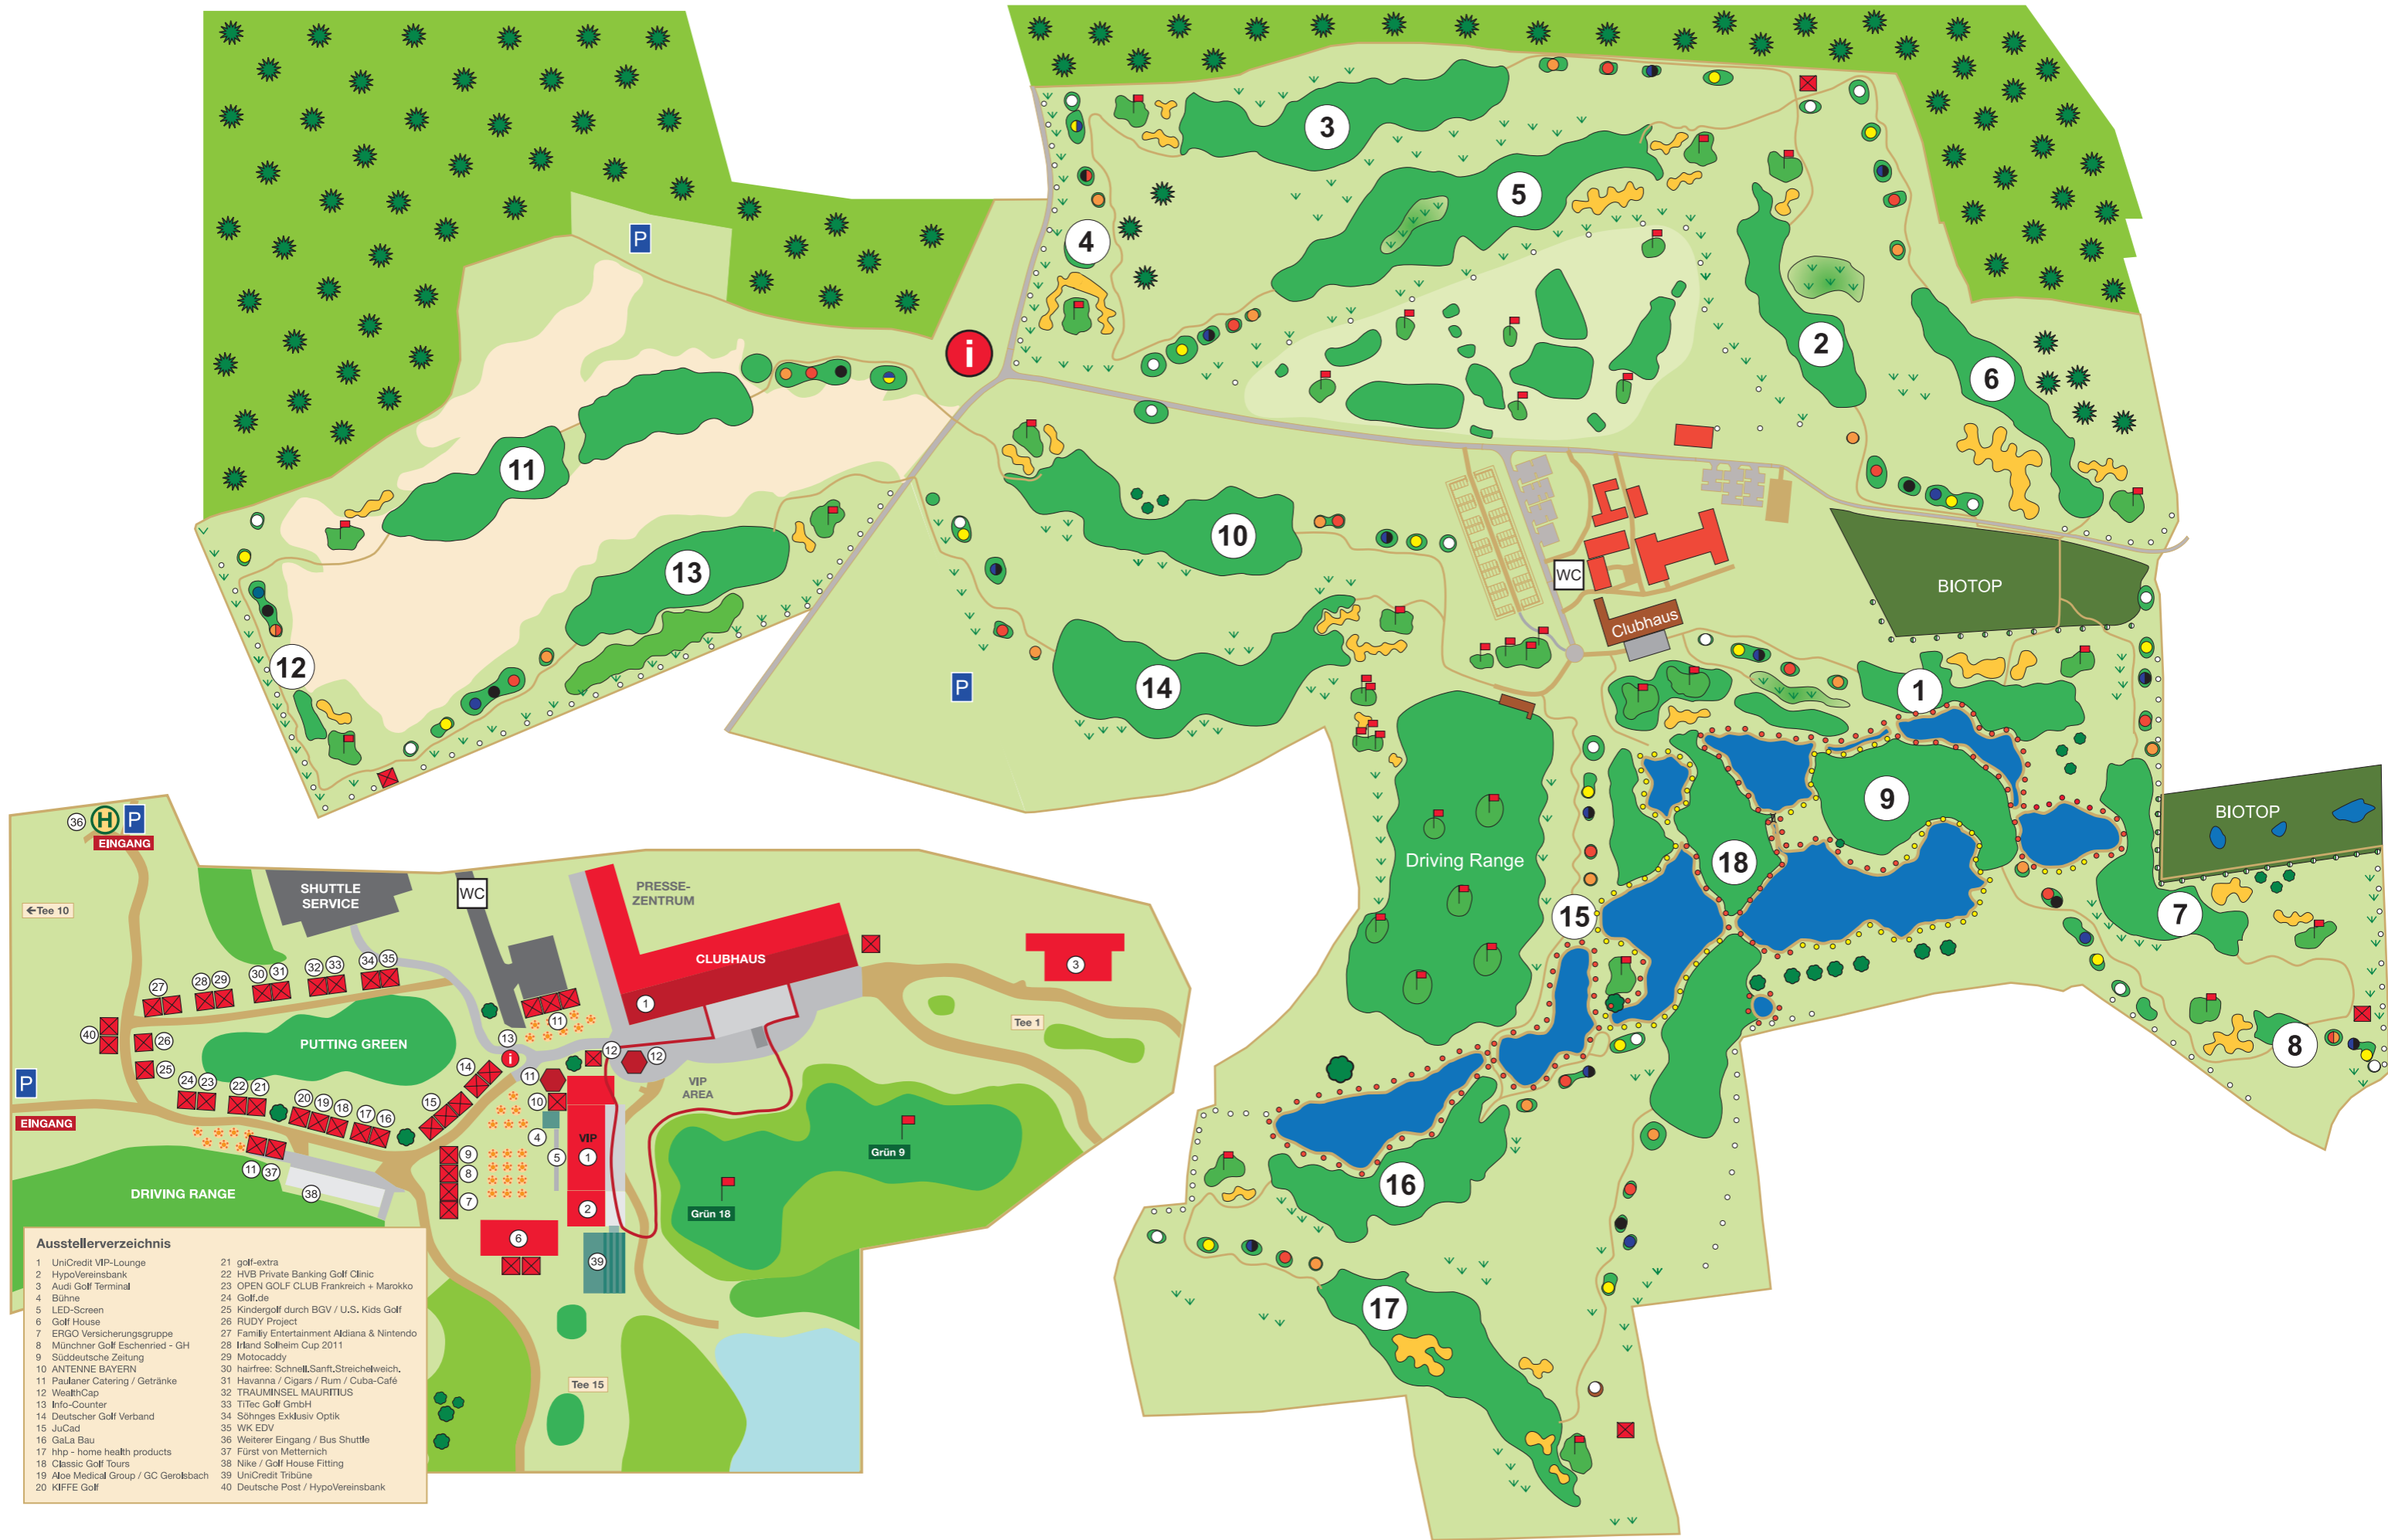 3
5
4
P
i
2
6
11
10
13
WC
BIOTOP
Clubhaus
12
14
P
1
9
BIOTOP
18
Driving Range
15
7
8
16
17
36
H
P
EINGANG
←Tee 10
SHUTTLE
SERVICE
WC
PRESSE-
ZENTRUM
CLUBHAUS
1
3
Tee 1
27
28
29
30
31
32
33
34
35
40
26
25
PUTTING GREEN
13
i
11
12
12
VIP
AREA
P
EINGANG
24
23
22
21
20
19
18
17
16
15
14
11
10
4
5
VIP
1
2
9
8
7
11
37
38
DRIVING RANGE
6
39
Grün 9
Grün 18
Tee 15
Ausstellerverzeichnis
1 UniCredit VIP-Lounge
2 HypoVereinsbank
3 Audi Golf Terminal
4 Bühne
5 LED-Screen
6 Golf House
7 ERGO Versicherungsgruppe
8 Münchner Golf Eschenried - GH
9 Süddeutsche Zeitung
10 ANTENNE BAYERN
11 Paulaner Catering / Getränke
12 WealthCap
13 Info-Counter
14 Deutscher Golf Verband
15 JuCad
16 GaLa Bau
17 hhp - home health products
18 Classic Golf Tours
19 Aloe Medical Group / GC Gerolsbach
20 KIFFE Golf
21 golf-extra
22 HVB Private Banking Golf Clinic
23 OPEN GOLF CLUB Frankreich + Marokko
24 Golf.de
25 Kindergolf durch BGV / U.S. Kids Golf
26 RUDY Project
27 Familiy Entertainment Aldiana & Nintendo
28 Irland Solheim Cup 2011
29 Motocaddy
30 hairfree: Schnell.Sanft.Streichelweich.
31 Havanna / Cigars / Rum / Cuba-Café
32 TRAUMINSEL MAURITIUS
33 TiTec Golf GmbH
34 Söhnges Exklusiv Optik
35 WK EDV
36 Weiterer Eingang / Bus Shuttle
37 Fürst von Metternich
38 Nike / Golf House Fitting
39 UniCredit Tribüne
40 Deutsche Post / HypoVereinsbank